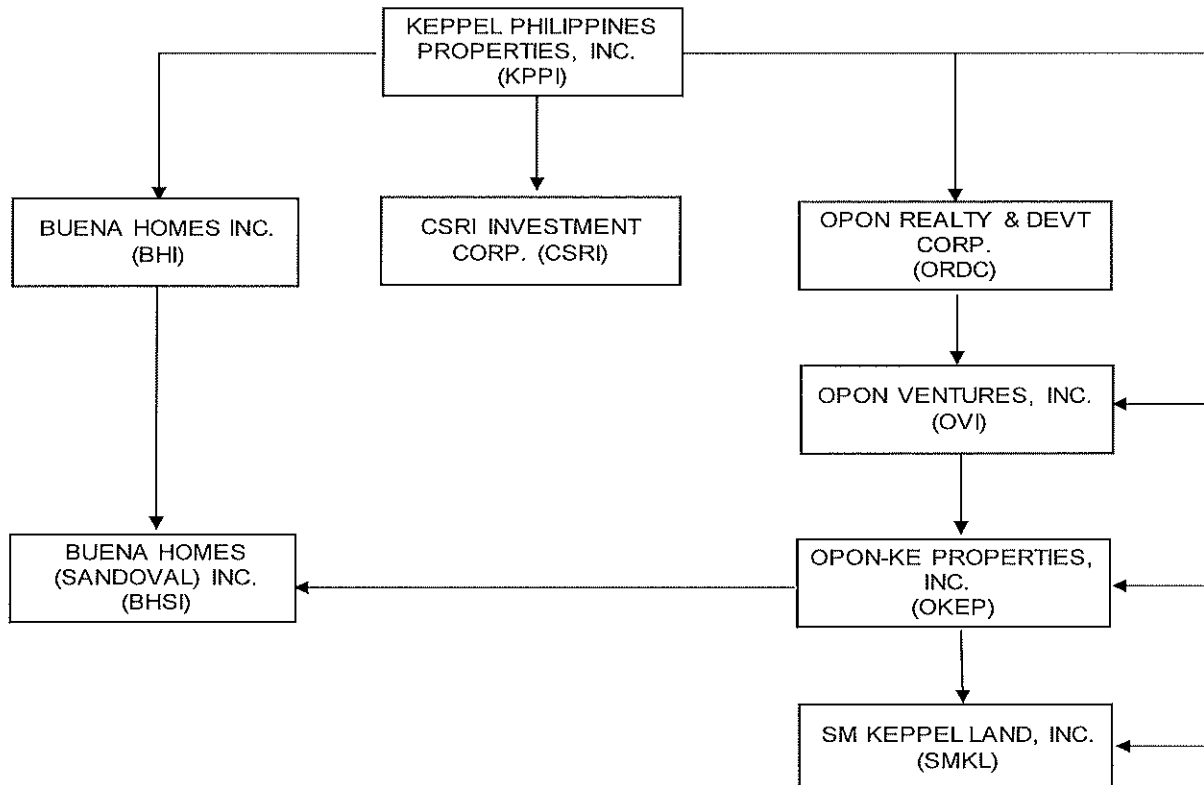 KEPPEL PHILIPPINES
PROPERTIES, INC.
(KPPI)
BUENA HOMES INC.
(BHI)
CSRI INVESTMENT
CORP. (CSRI)
OPON REALTY & DEVT
CORP.
(ORDC)
OPON VENTURES, INC.
(OVI)
BUENA HOMES
(SANDOVAL) INC.
(BHSI)
OPON-KE PROPERTIES,
INC.
(OKEP)
SM KEPPEL LAND, INC.
(SMKL)